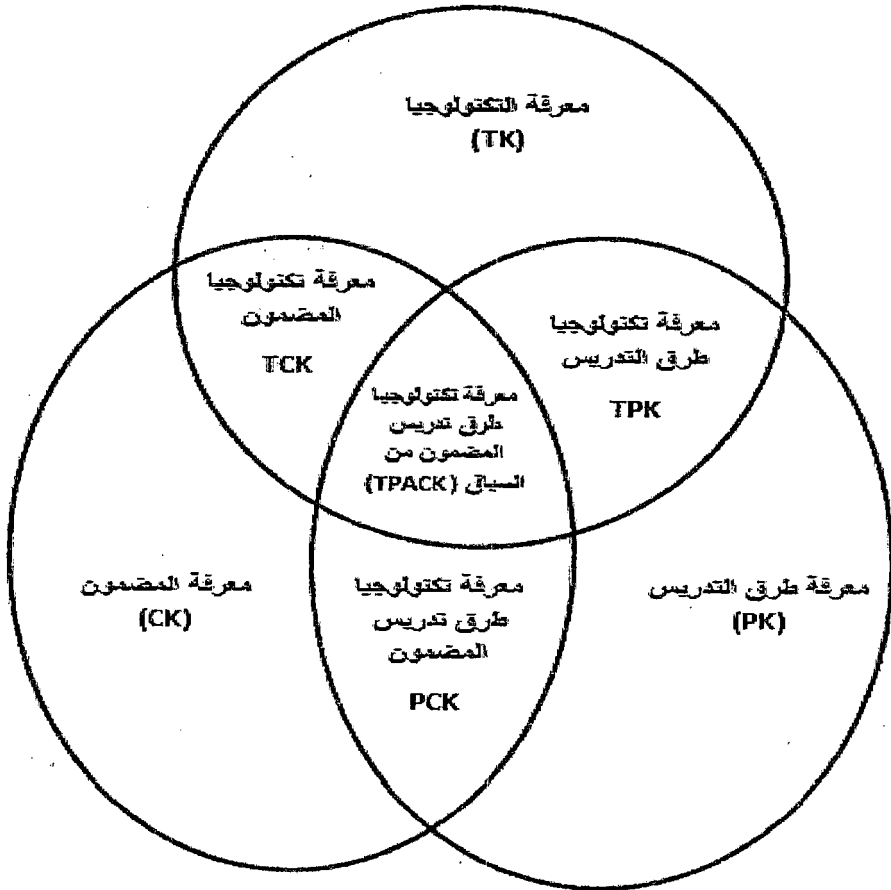 معرفة التكنولوجيا
(TK)
معرفة تكنولوجيا
المضمون
TCK
معرفة تكنولوجيا
طرق التدريس
TPK
معرفة تكنولوجيا
طرق تدريس
المضمون من
السياق (TPACK)
معرفة المضمون
(CK)
معرفة تكنولوجيا
طرق تدريس
المضمون
PCK
معرفة طرق التدريس
(PK)